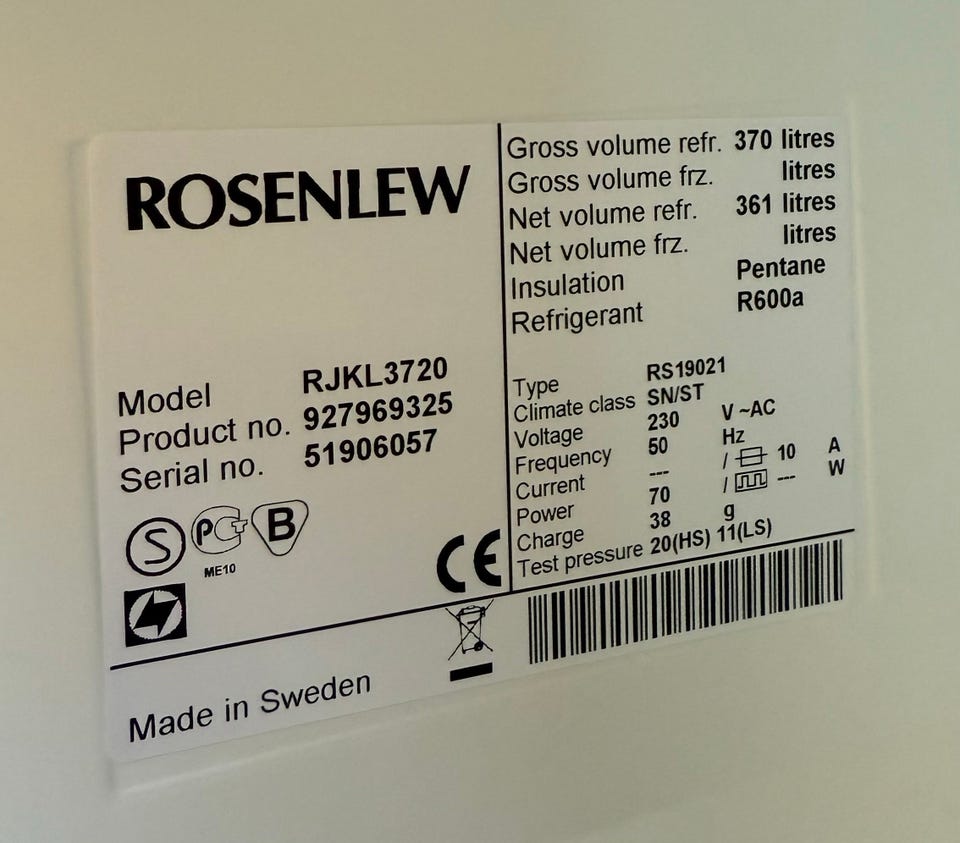 ROSENLEW
Model RJKL3720
Product no. 927969325
Serial no. 51906057
S PCT B
ME10
CE
Gross volume refr. 370 litres
Gross volume frz. litres
Net volume refr. 361 litres
Net volume frz. litres
Insulation Pentane
Refrigerant R600a
Type RS19021
Climate class SN/ST
Voltage 230 V ~AC
Frequency 50 Hz
Current --- / 10 A
Power 70 / --- W
Charge 38 g
Test pressure 20(HS) 11(LS)
Made in Sweden